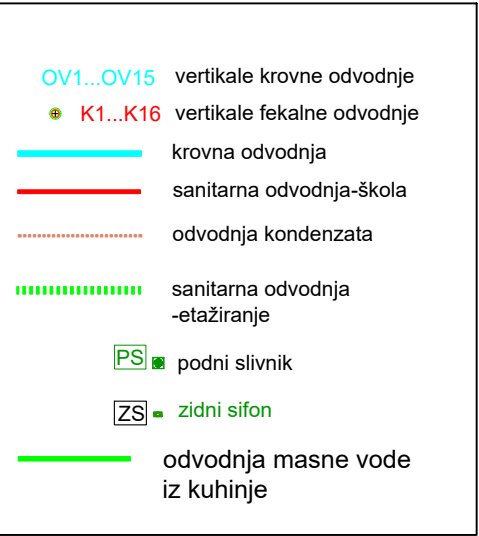 OV1...OV15 vertikale krovne odvodnje
K1...K16 vertikale fekalne odvodnje
krovna odvodnja
sanitarna odvodnja-škola
odvodnja kondenzata
sanitarna odvodnja
-etažiranje
PS podni slivnik
ZS zidni sifon
odvodnja masne vode
iz kuhinje